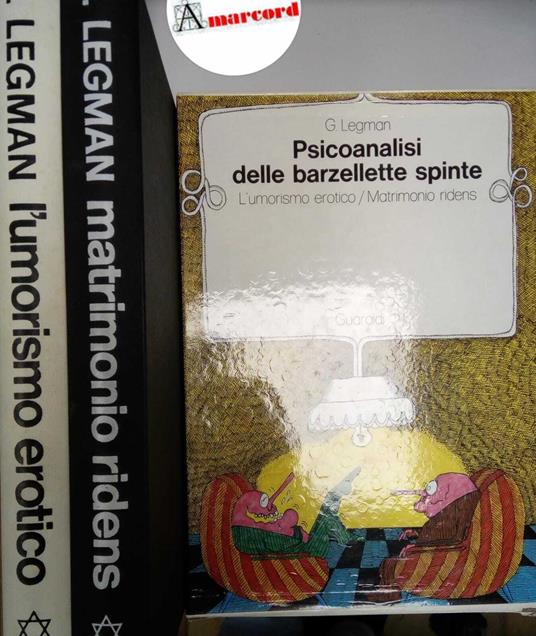 Amarcord
. LEGMAN l'umorismo erotico
. LEGMAN matrimonio ridens
G. Legman
Psicoanalisi
delle barzellette spinte
L'umorismo erotico / Matrimonio ridens
Guaraldi